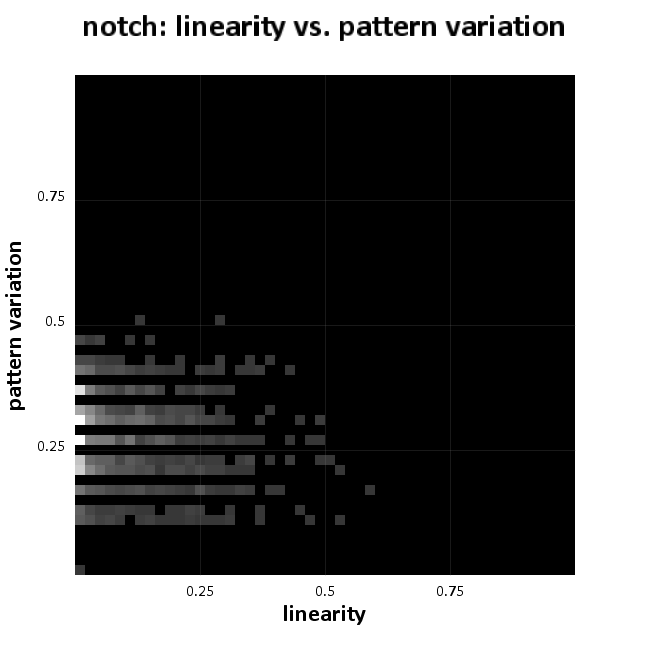 notch: linearity vs. pattern variation
pattern variation
0.75
0.5
0.25
0.25 0.5 0.75
linearity